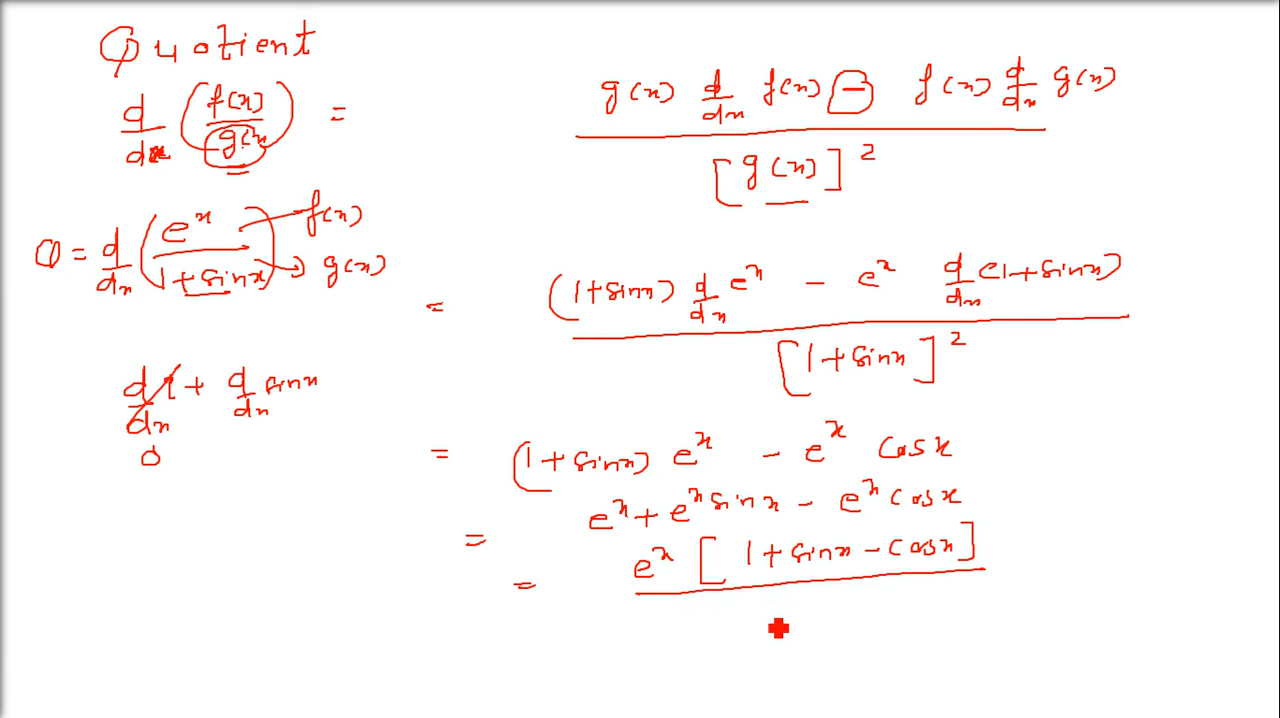 Quotient
d/dx (f(x)/g(x)) = g(x) d/dx f(x) - f(x) d/dx g(x) / [g(x)]²
Q = d/dx (e^x / 1+sinx) → f(x) → g(x)
= (1+sinx) d/dx e^x - e^x d/dx (1+sinx) / [1+sinx]²
d/dx 1 + d/dx sinx
0
= (1+sinx) e^x - e^x cosx
= e^x + e^x sinx - e^x cosx
= e^x [1+sinx-cosx]